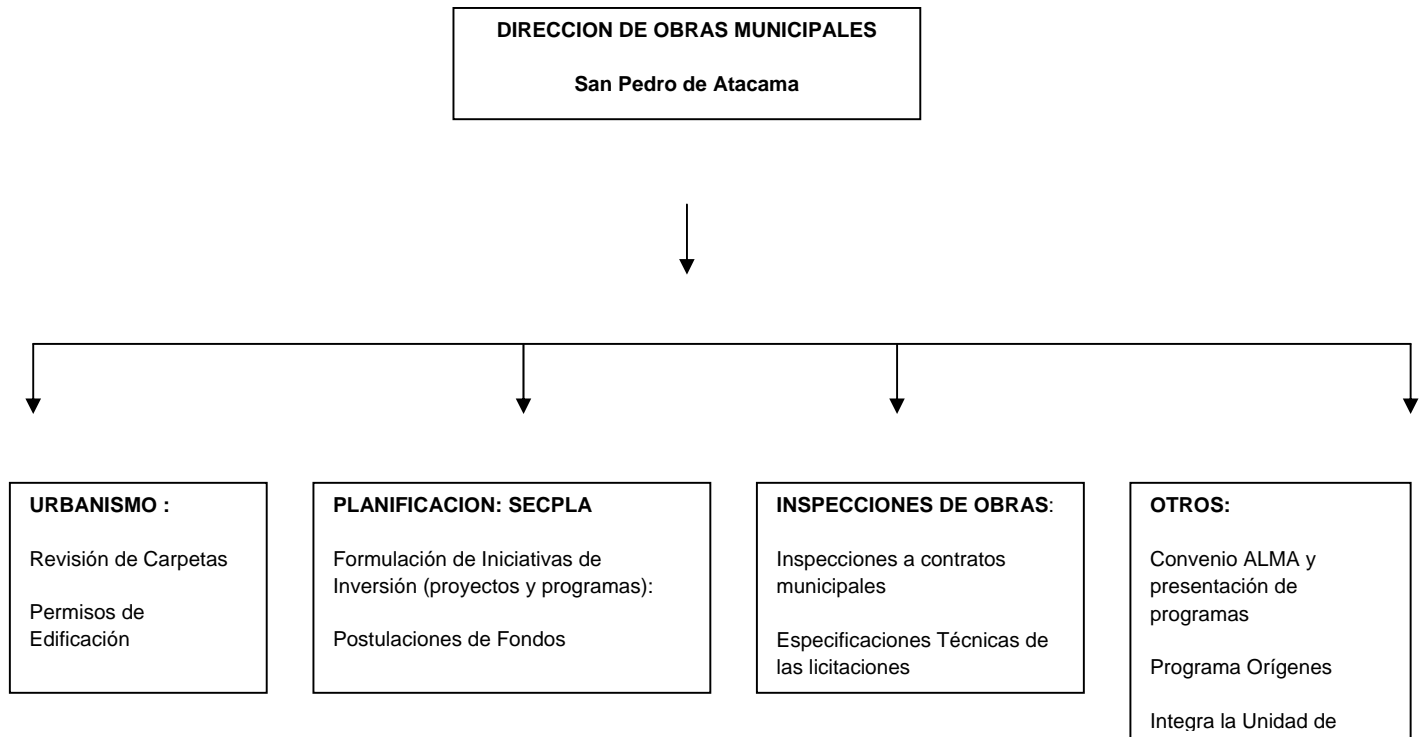 DIRECCION DE OBRAS MUNICIPALES
San Pedro de Atacama
URBANISMO :
Revisión de Carpetas
Permisos de
Edificación
PLANIFICACION: SECPLA
Formulación de Iniciativas de
Inversión (proyectos y programas):
Postulaciones de Fondos
INSPECCIONES DE OBRAS:
Inspecciones a contratos
municipales
Especificaciones Técnicas de
las licitaciones
OTROS:
Convenio ALMA y
presentación de
programas
Programa Orígenes
Integra la Unidad de